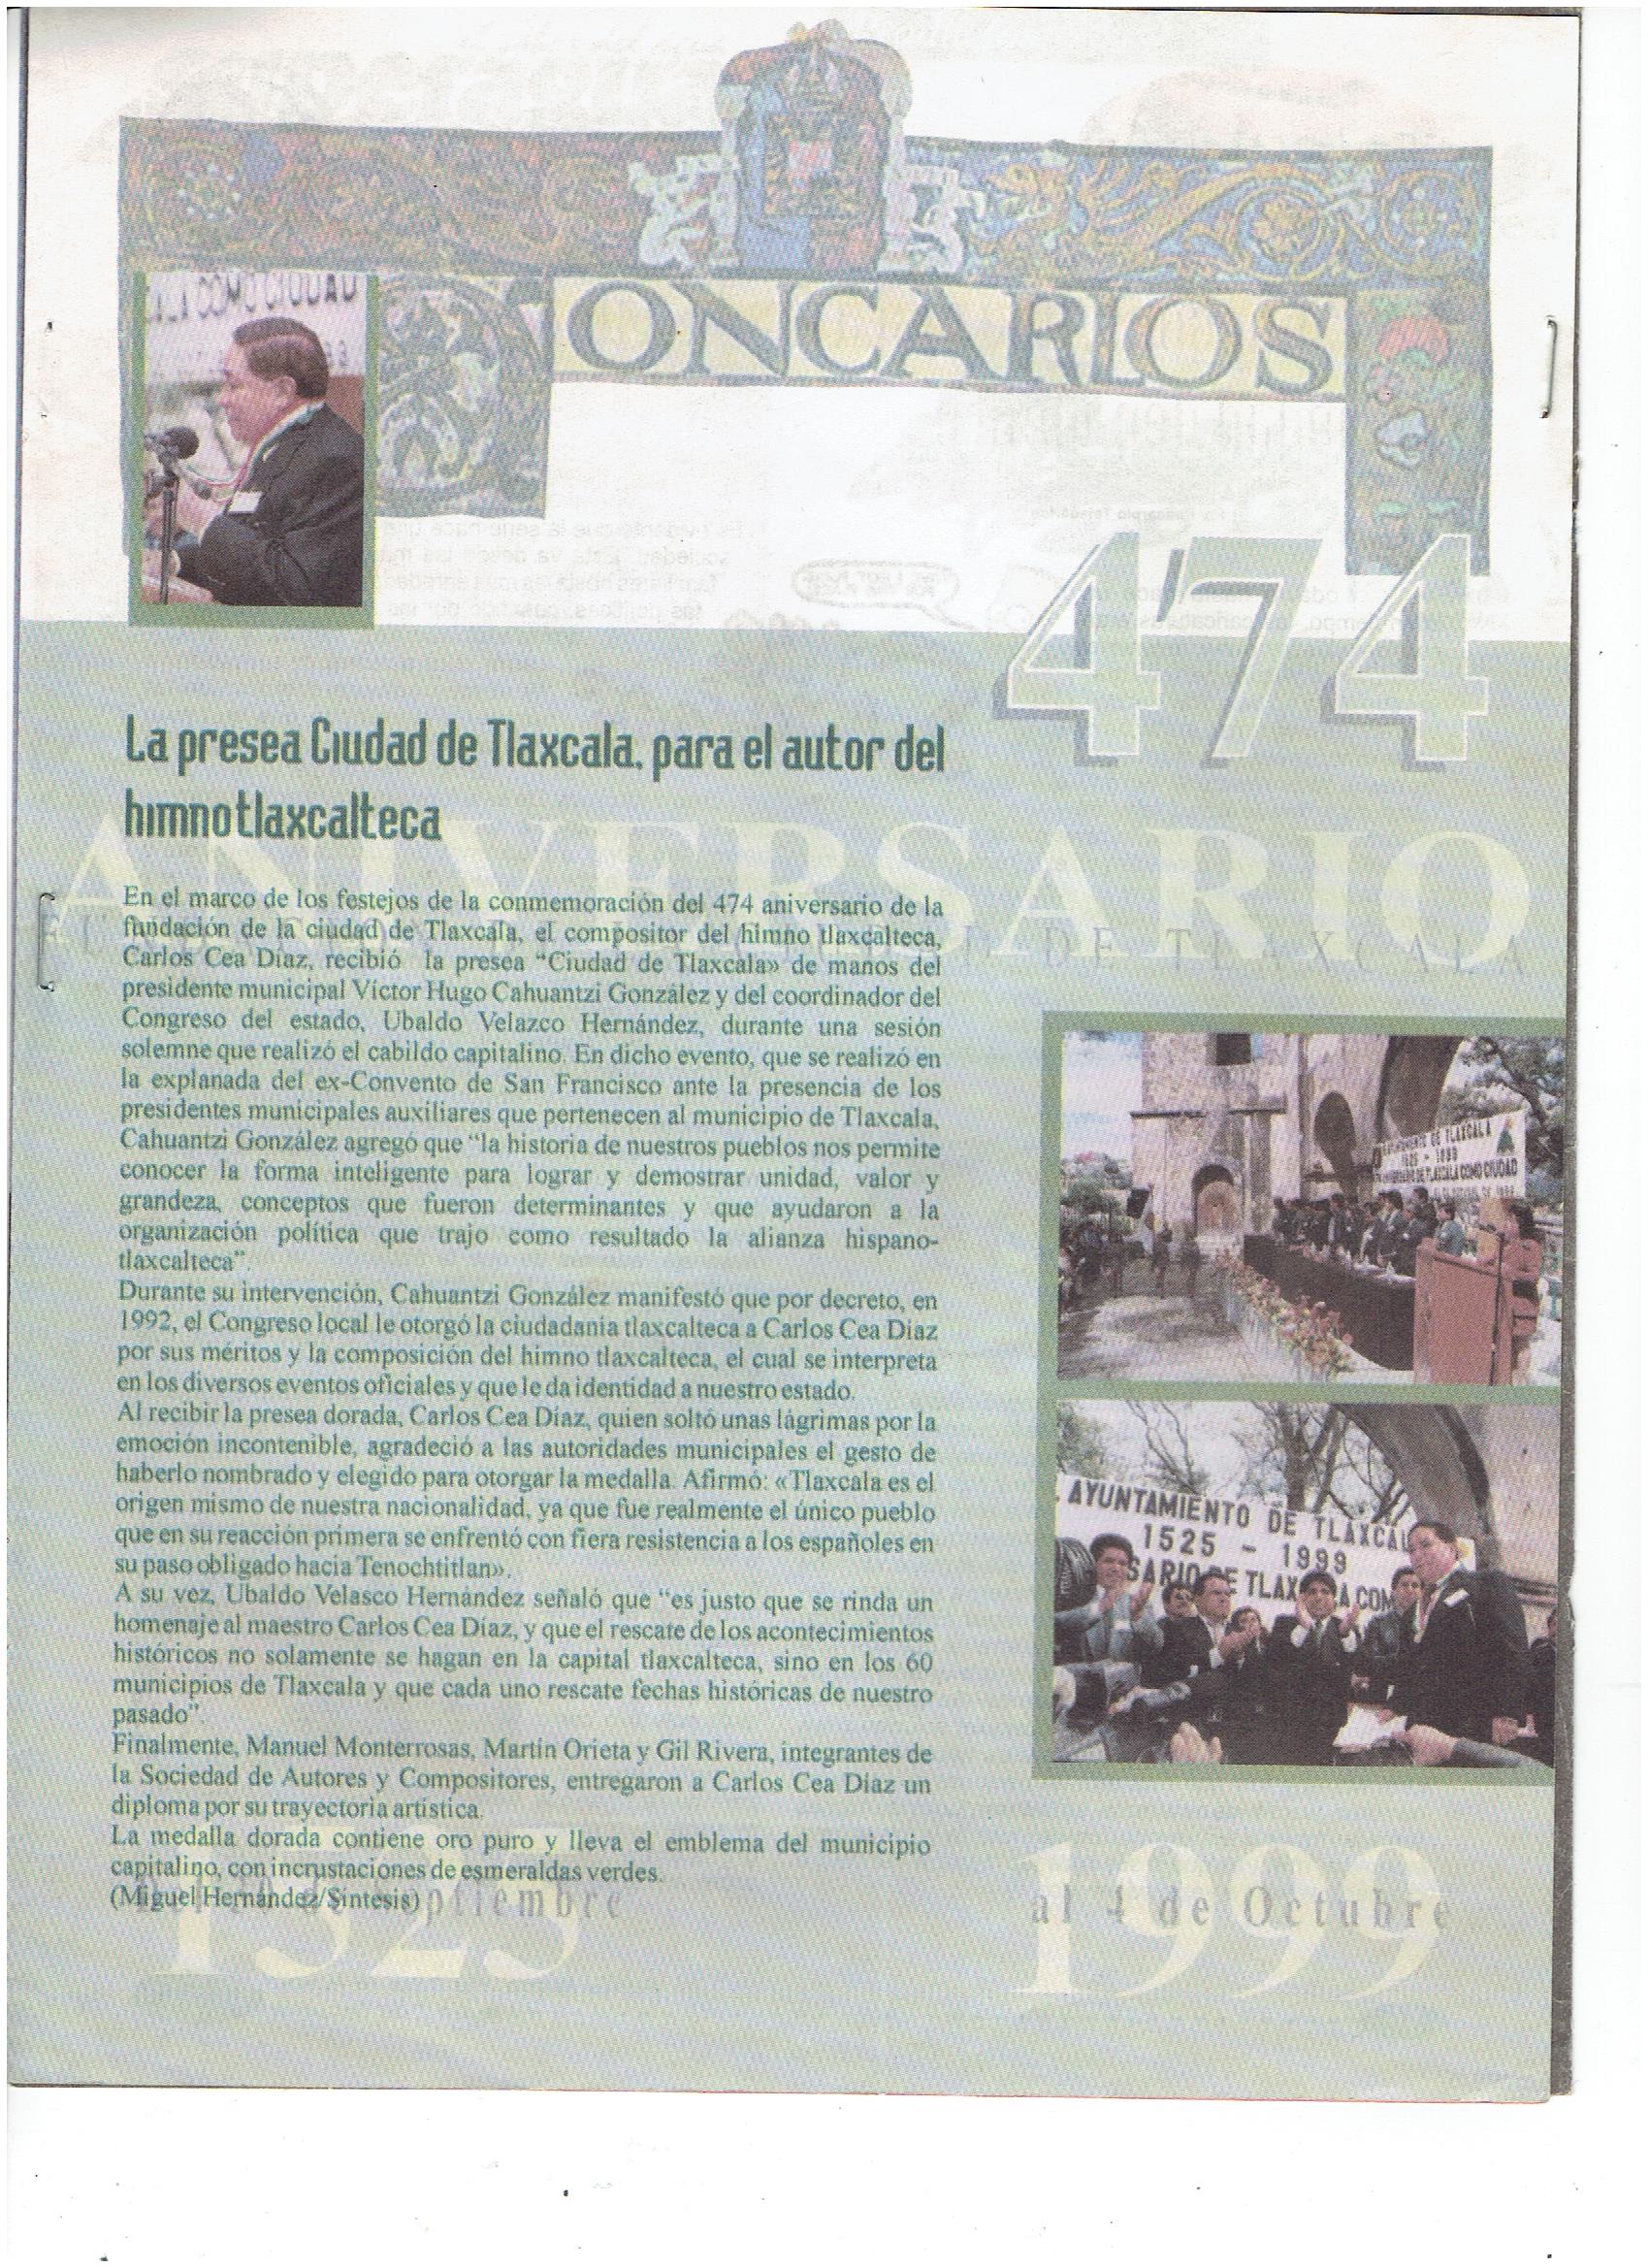 ALA COMO CIUDAD
ONCARLOS
474
ANIVERSARIO
DE TLAXCALA
La presea Ciudad de Tlaxcala, para el autor del
himno tlaxcalteca
En el marco de los festejos de la conmemoración del 474 aniversario de la
fundación de la ciudad de Tlaxcala, el compositor del himno tlaxcalteca,
Carlos Cea Díaz, recibió la presea “Ciudad de Tlaxcala» de manos del
presidente municipal Víctor Hugo Cahuantzi González y del coordinador del
Congreso del estado, Ubaldo Velazco Hernández, durante una sesión
solemne que realizó el cabildo capitalino. En dicho evento, que se realizó en
la explanada del ex-Convento de San Francisco ante la presencia de los
presidentes municipales auxiliares que pertenecen al municipio de Tlaxcala,
Cahuantzi González agregó que “la historia de nuestros pueblos nos permite
conocer la forma inteligente para lograr y demostrar unidad, valor y
grandeza, conceptos que fueron determinantes y que ayudaron a la
organización política que trajo como resultado la alianza hispano-
tlaxcalteca”.
Durante su intervención, Cahuantzi González manifestó que por decreto, en
1992, el Congreso local le otorgó la ciudadanía tlaxcalteca a Carlos Cea Díaz
por sus méritos y la composición del himno tlaxcalteca, el cual se interpreta
en los diversos eventos oficiales y que le da identidad a nuestro estado.
Al recibir la presea dorada, Carlos Cea Díaz, quien soltó unas lágrimas por la
emoción incontenible, agradeció a las autoridades municipales el gesto de
haberlo nombrado y elegido para otorgar la medalla. Afirmó: «Tlaxcala es el
origen mismo de nuestra nacionalidad, ya que fue realmente el único pueblo
que en su reacción primera se enfrentó con fiera resistencia a los españoles en
su paso obligado hacia Tenochtitlan».
A su vez, Ubaldo Velasco Hernández señaló que “es justo que se rinda un
homenaje al maestro Carlos Cea Díaz, y que el rescate de los acontecimientos
históricos no solamente se hagan en la capital tlaxcalteca, sino en los 60
municipios de Tlaxcala y que cada uno rescate fechas históricas de nuestro
pasado”.
Finalmente, Manuel Monterrosas, Martín Orieta y Gil Rivera, integrantes de
la Sociedad de Autores y Compositores, entregaron a Carlos Cea Díaz un
diploma por su trayectoria artística.
La medalla dorada contiene oro puro y lleva el emblema del municipio
capitalino, con incrustaciones de esmeraldas verdes.
(Miguel Hernández/Síntesis)
AYUNTAMIENTO DE TLAXCALA
1525 - 1999
ANIVERSARIO DE TLAXCALA COMO CIUDAD
. AYUNTAMIENTO DE TLAXCAL
1525 - 1999
SARIO DE TLAXCALA COM
1525
1999
de Septiembre
al 4 de Octubre